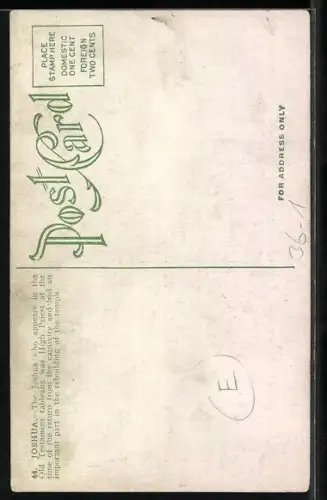 44. JOSHUA.—The Joshua who appears in the
Old Testament tableaux was High Priest at the
time of the return from the captivity and had an
important part in the rebuilding of the temple.
Post Card
PLACE
STAMP HERE
DOMESTIC
ONE CENT
FOREIGN
TWO CENTS
FOR ADDRESS ONLY
36-1
E